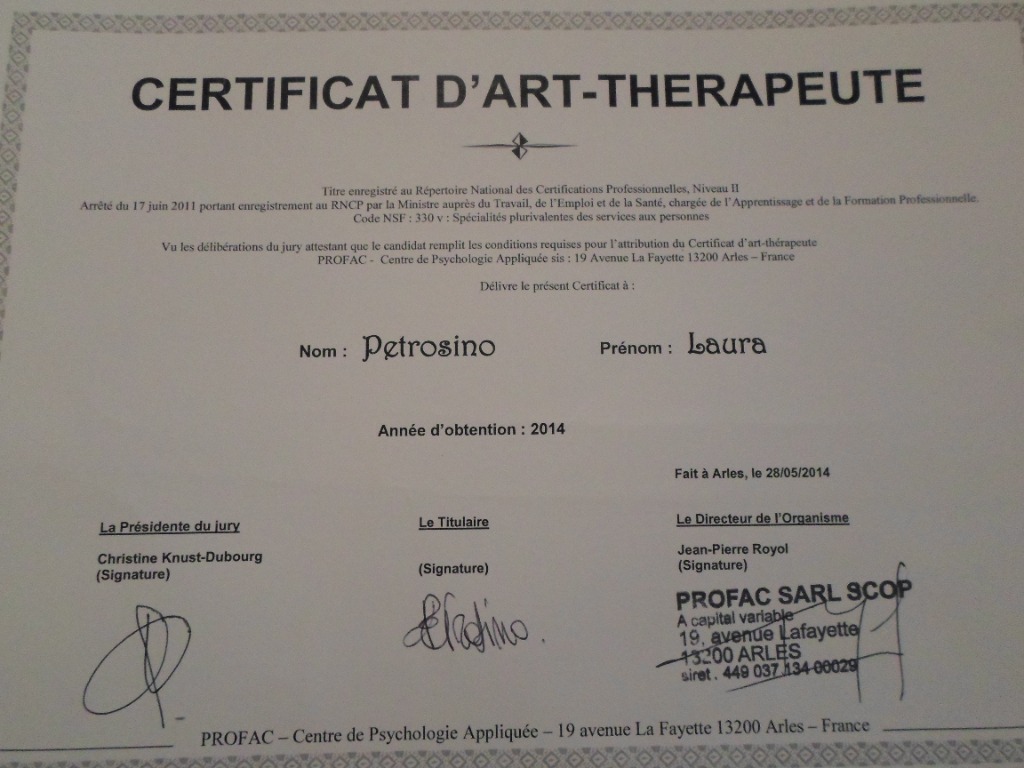 CERTIFICAT D'ART-THERAPEUTE
Titre enregistré au Répertoire National des Certifications Professionnelles, Niveau II
Arrêté du 17 juin 2011 portant enregistrement au RNCP par la Ministre auprès du Travail, de l'Emploi et de la Santé, chargée de l'Apprentissage et de la Formation Professionnelle.
Code NSF : 330 v : Spécialités plurivalentes des services aux personnes
Vu les délibérations du jury attestant que le candidat remplit les conditions requises pour l'attribution du Certificat d'art-thérapeute
PROFAC - Centre de Psychologie Appliquée sis : 19 Avenue La Fayette 13200 Arles – France
Délivre le présent Certificat à :
Nom : Petrosino Prénom : Laura
Année d'obtention : 2014
Fait à Arles, le 28/05/2014
La Présidente du jury
Christine Knust-Dubourg
(Signature)
Le Titulaire
(Signature)
Le Directeur de l'Organisme
Jean-Pierre Royol
(Signature)
PROFAC SARL SCOP
A capital variable
19, avenue Lafayette
13200 ARLES
siret . 449 037 134 00029
PROFAC – Centre de Psychologie Appliquée – 19 avenue La Fayette 13200 Arles – France